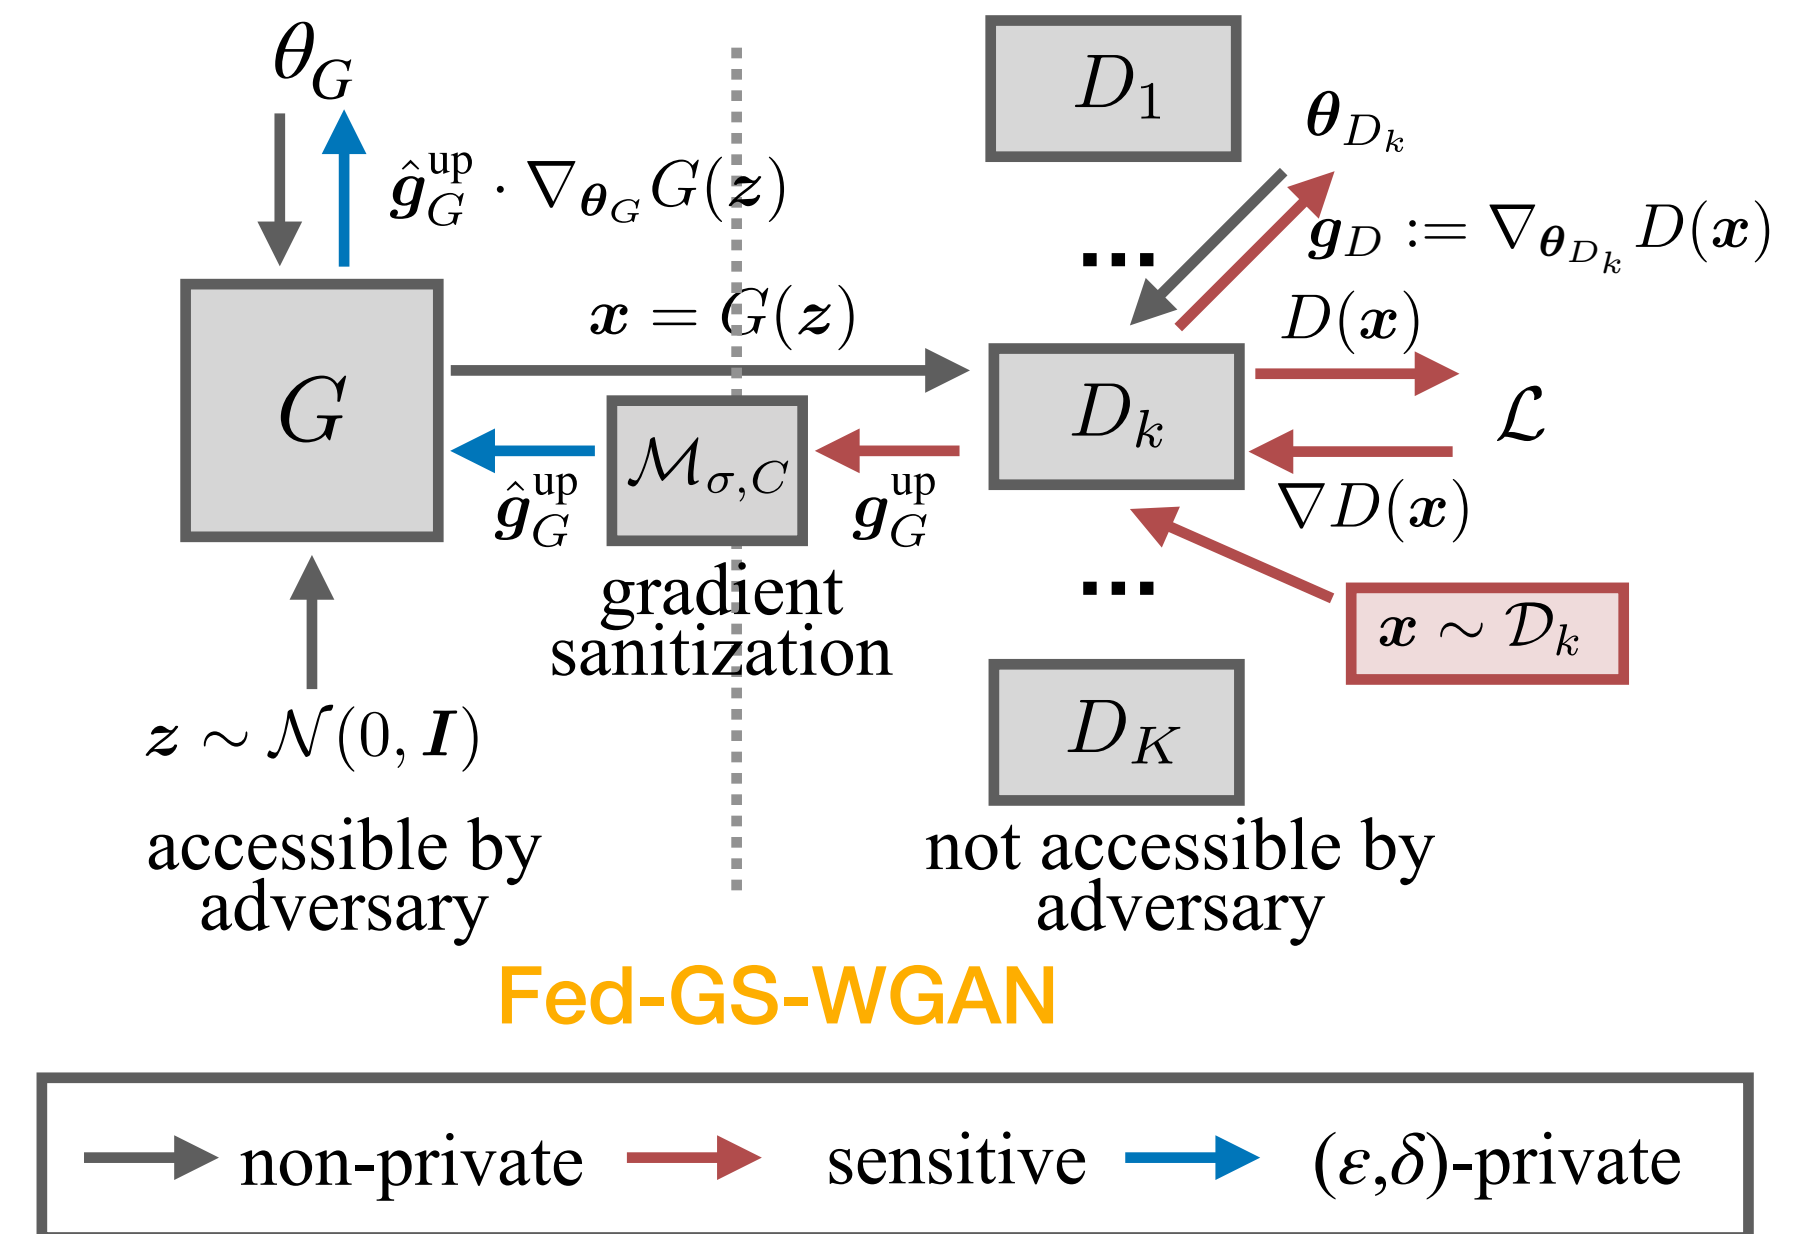 θ_G
D_1
θ_{D_k}
ĝ_G^{up} · ∇_{θ_G} G(z)
g_D := ∇_{θ_{D_k}} D(x)
...
x = G(z)
D(x)
G
D_k
ℒ
ℳ_{σ,C}
ĝ_G^{up}
g_G^{up}
∇D(x)
gradient
sanitization
...
x ∼ 𝒟_k
z ∼ 𝒩(0, I)
D_K
accessible by
adversary
not accessible by
adversary
Fed-GS-WGAN
non-private
sensitive
(ε,δ)-private